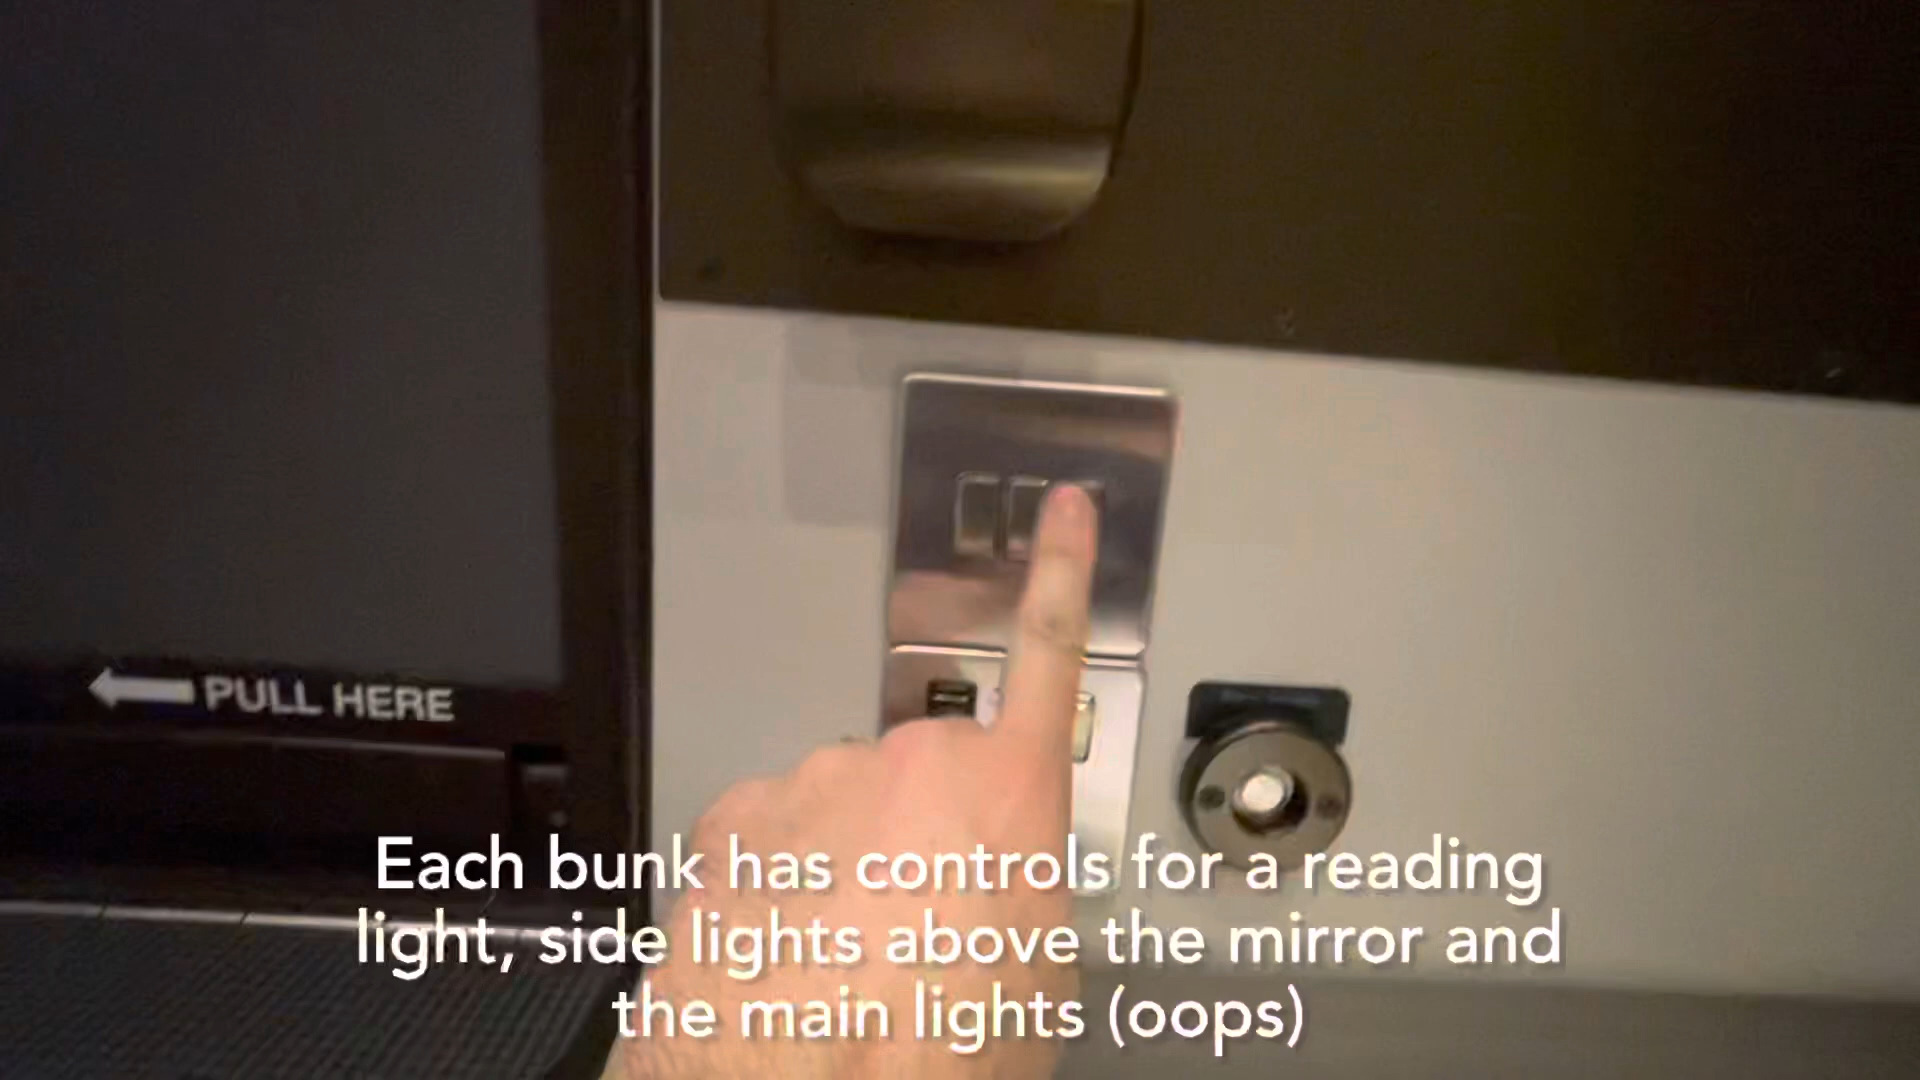 PULL HERE
Each bunk has controls for a reading
light, side lights above the mirror and
the main lights (oops)